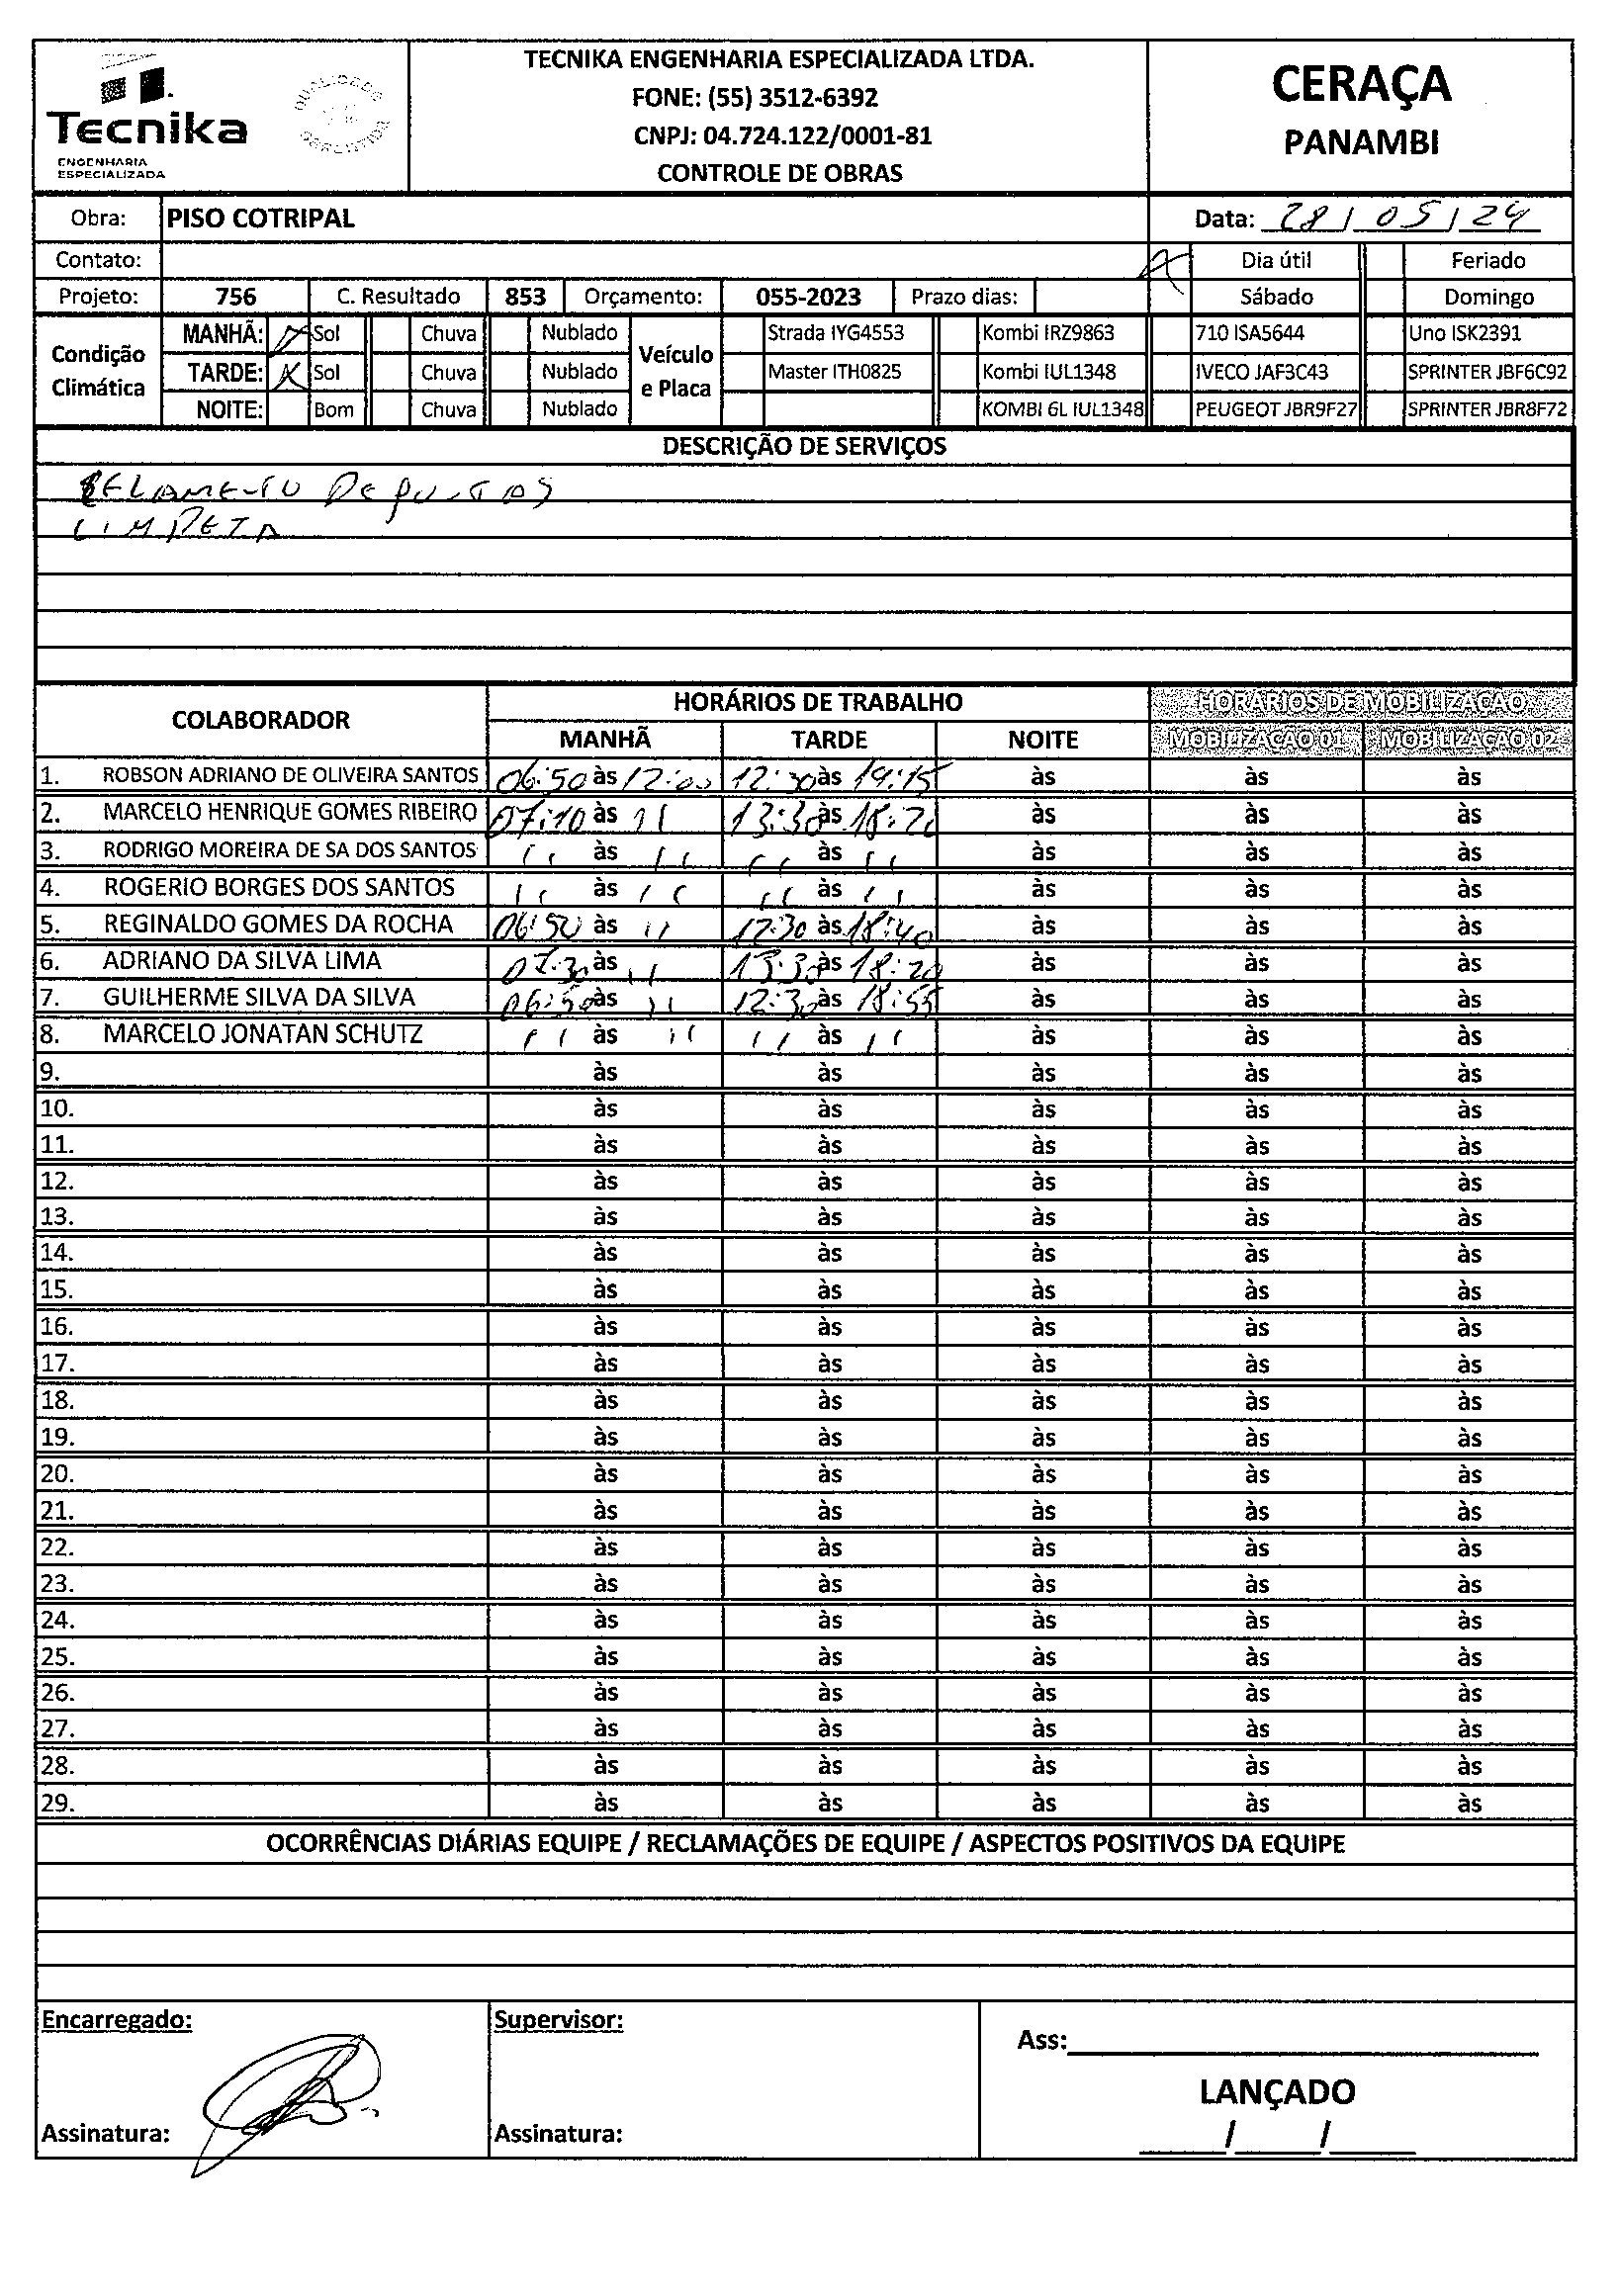 TECNIKA ENGENHARIA ESPECIALIZADA LTDA.
FONE: (55) 3512-6392
CNPJ: 04.724.122/0001-81
CONTROLE DE OBRAS
Tecnika
ENGENHARIA
ESPECIALIZADA
QUALIDADE
CERAÇA
PANAMBI
Obra: PISO COTRIPAL Data: 28/05/24
Contato: Dia útil Feriado
Projeto: 756 C. Resultado 853 Orçamento: 055-2023 Prazo dias: Sábado Domingo
Condição Climática
MANHÃ: X Sol Chuva Nublado
TARDE: X Sol Chuva Nublado
NOITE: Bom Chuva Nublado
Veículo e Placa
Strada IYG4553 Kombi IRZ9863 710 ISA5644 Uno ISK2391
Master ITH0825 Kombi IUL1348 IVECO JAF3C43 SPRINTER JBF6C92
KOMBI 6L IUL1348 PEUGEOT JBR9F27 SPRINTER JBR8F72
DESCRIÇÃO DE SERVIÇOS
LIMPEZA
COLABORADOR HORÁRIOS DE TRABALHO HORÁRIOS DE MOBILIZAÇÃO
MANHÃ TARDE NOITE MOBILIZAÇÃO 01 MOBILIZAÇÃO 02
1. ROBSON ADRIANO DE OLIVEIRA SANTOS 06:50 às 12:00 12:30 às 19:15 às às às
2. MARCELO HENRIQUE GOMES RIBEIRO 07:10 às 11 13:30 às 18:20 às às às
3. RODRIGO MOREIRA DE SA DOS SANTOS 11 às 11 11 às 11 às às às
4. ROGERIO BORGES DOS SANTOS 11 às 11 11 às 11 às às às
5. REGINALDO GOMES DA ROCHA 06:50 às 11 12:30 às 18:40 às às às
6. ADRIANO DA SILVA LIMA 07:30 às 11 13:30 às 18:20 às às às
7. GUILHERME SILVA DA SILVA 06:50 às 11 12:30 às 18:55 às às às
8. MARCELO JONATAN SCHUTZ 11 às 11 11 às 11 às às às
9. às às às às às
10. às às às às às
11. às às às às às
12. às às às às às
13. às às às às às
14. às às às às às
15. às às às às às
16. às às às às às
17. às às às às às
18. às às às às às
19. às às às às às
20. às às às às às
21. às às às às às
22. às às às às às
23. às às às às às
24. às às às às às
25. às às às às às
26. às às às às às
27. às às às às às
28. às às às às às
29. às às às às às
OCORRÊNCIAS DIÁRIAS EQUIPE / RECLAMAÇÕES DE EQUIPE / ASPECTOS POSITIVOS DA EQUIPE
Encarregado: Supervisor:
Ass:
LANÇADO
Assinatura: Assinatura: / /